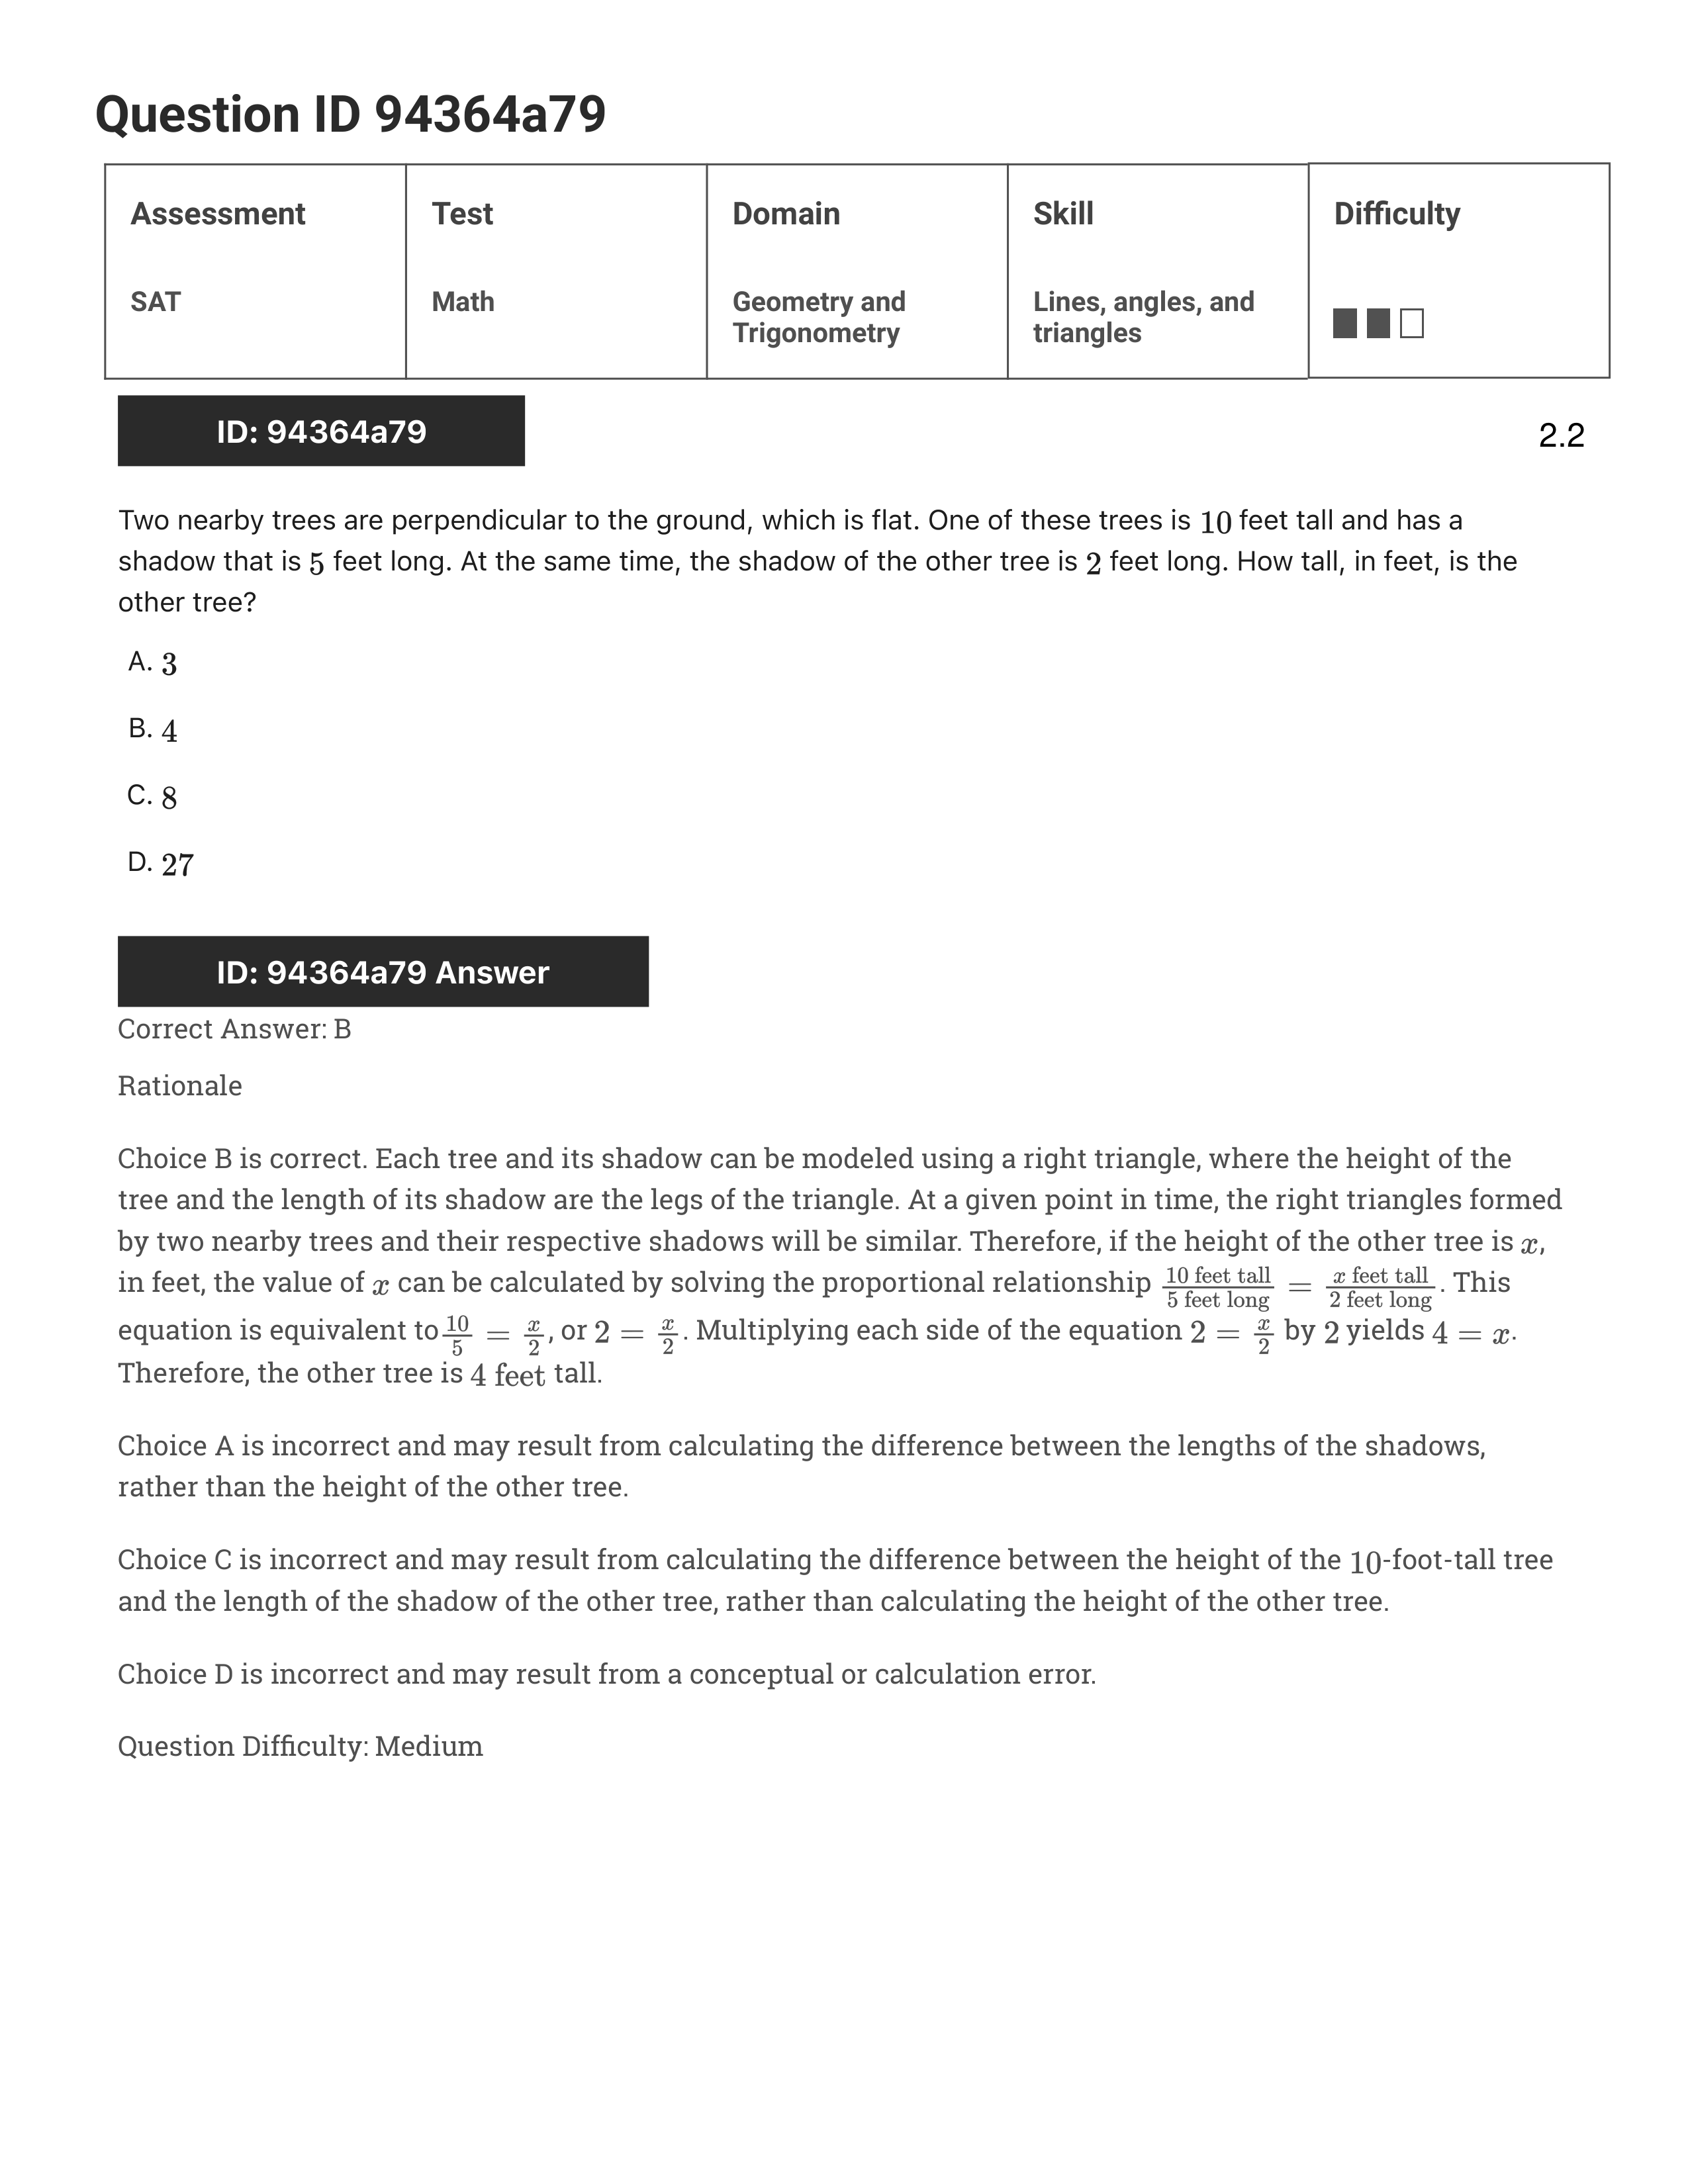 Question ID 94364a79
Assessment Test Domain Skill Difficulty
SAT Math Geometry and Trigonometry Lines, angles, and triangles
ID: 94364a79
2.2
Two nearby trees are perpendicular to the ground, which is flat. One of these trees is 10 feet tall and has a
shadow that is 5 feet long. At the same time, the shadow of the other tree is 2 feet long. How tall, in feet, is the
other tree?
A. 3
B. 4
C. 8
D. 27
ID: 94364a79 Answer
Correct Answer: B
Rationale
Choice B is correct. Each tree and its shadow can be modeled using a right triangle, where the height of the
tree and the length of its shadow are the legs of the triangle. At a given point in time, the right triangles formed
by two nearby trees and their respective shadows will be similar. Therefore, if the height of the other tree is x,
in feet, the value of x can be calculated by solving the proportional relationship 10 feet tall/5 feet long = x feet tall/2 feet long. This
equation is equivalent to 10/5 = x/2, or 2 = x/2. Multiplying each side of the equation 2 = x/2 by 2 yields 4 = x.
Therefore, the other tree is 4 feet tall.
Choice A is incorrect and may result from calculating the difference between the lengths of the shadows,
rather than the height of the other tree.
Choice C is incorrect and may result from calculating the difference between the height of the 10-foot-tall tree
and the length of the shadow of the other tree, rather than calculating the height of the other tree.
Choice D is incorrect and may result from a conceptual or calculation error.
Question Difficulty: Medium